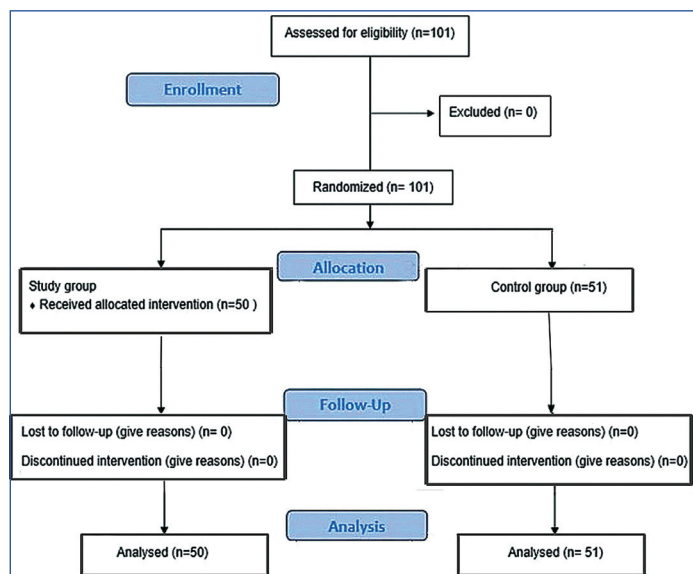 Assessed for eligibility (n=101)
Enrollment
Excluded (n= 0)
Randomized (n= 101)
Allocation
Study group
♦ Received allocated intervention (n=50 )
Control group (n=51)
Follow-Up
Lost to follow-up (give reasons) (n= 0)
Discontinued intervention (give reasons) (n=0)
Lost to follow-up (give reasons) (n=0)
Discontinued intervention (give reasons) (n=0)
Analysis
Analysed (n=50)
Analysed (n= 51)